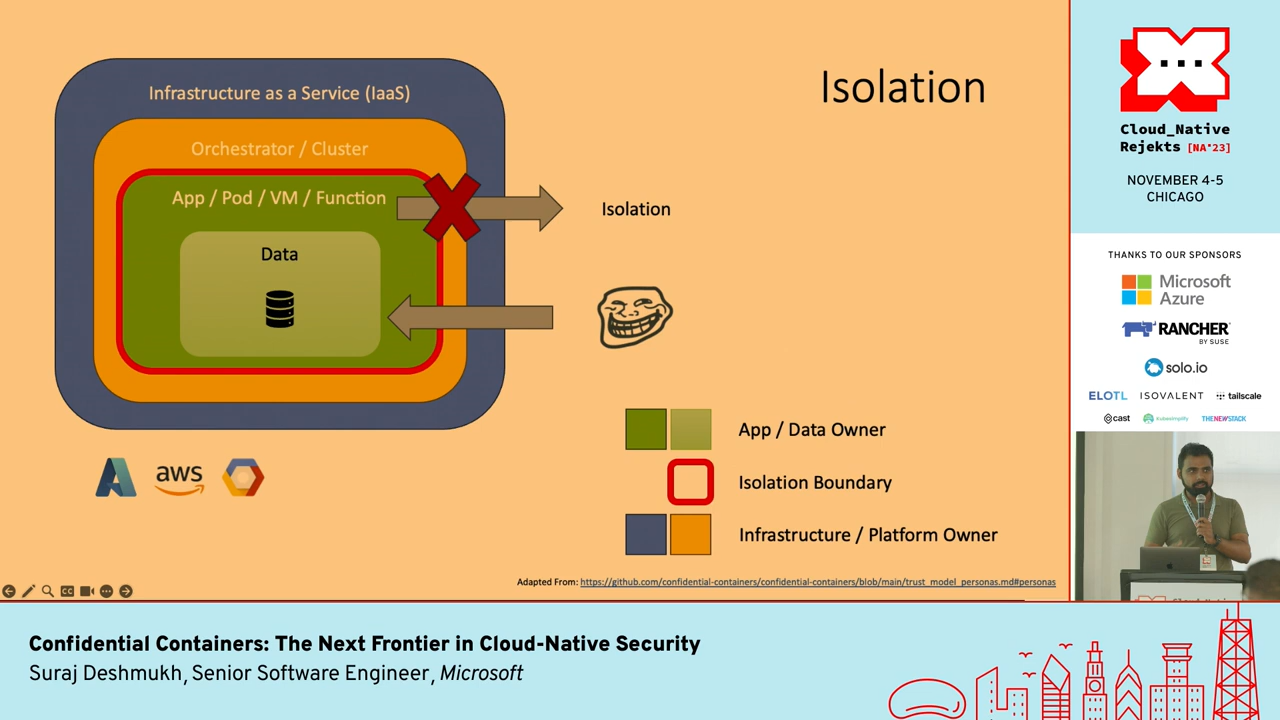 Isolation
Infrastructure as a Service (IaaS)
Orchestrator / Cluster
App / Pod / VM / Function
Data
Isolation
aws
App / Data Owner
Isolation Boundary
Infrastructure / Platform Owner
Adapted From: https://github.com/confidential-containers/confidential-containers/blob/main/trust_model_personas.md#personas
Cloud_Native
Rejekts [NA'23]
NOVEMBER 4-5
CHICAGO
THANKS TO OUR SPONSORS
Microsoft
Azure
RANCHER
BY SUSE
solo.io
ELOTL ISOVALENT tailscale
cast kubesimplify THENEWSTACK
Confidential Containers: The Next Frontier in Cloud-Native Security
Suraj Deshmukh, Senior Software Engineer, Microsoft